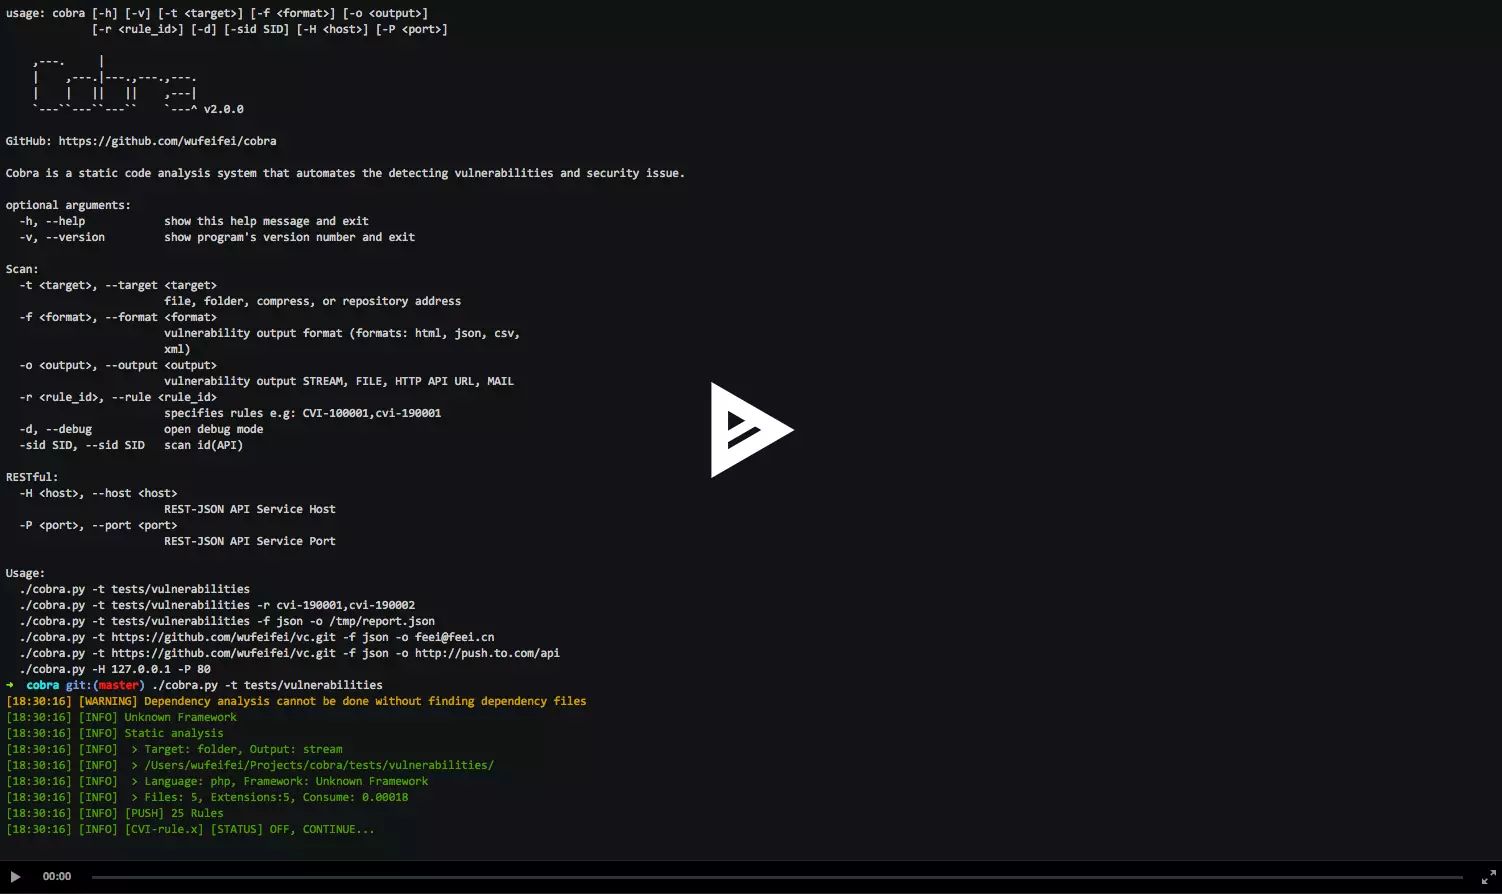 usage: cobra [-h] [-v] [-t <target>] [-f <format>] [-o <output>]
[-r <rule_id>] [-d] [-sid SID] [-H <host>] [-P <port>]
v2.0.0
GitHub: https://github.com/wufeifei/cobra
Cobra is a static code analysis system that automates the detecting vulnerabilities and security issue.
optional arguments:
-h, --help show this help message and exit
-v, --version show program's version number and exit
Scan:
-t <target>, --target <target>
file, folder, compress, or repository address
-f <format>, --format <format>
vulnerability output format (formats: html, json, csv,
xml)
-o <output>, --output <output>
vulnerability output STREAM, FILE, HTTP API URL, MAIL
-r <rule_id>, --rule <rule_id>
specifies rules e.g: CVI-100001,cvi-190001
-d, --debug open debug mode
-sid SID, --sid SID scan id(API)
RESTful:
-H <host>, --host <host>
REST-JSON API Service Host
-P <port>, --port <port>
REST-JSON API Service Port
Usage:
./cobra.py -t tests/vulnerabilities
./cobra.py -t tests/vulnerabilities -r cvi-190001,cvi-190002
./cobra.py -t tests/vulnerabilities -f json -o /tmp/report.json
./cobra.py -t https://github.com/wufeifei/vc.git -f json -o feei@feei.cn
./cobra.py -t https://github.com/wufeifei/vc.git -f json -o http://push.to.com/api
./cobra.py -H 127.0.0.1 -P 80
➜ cobra git:(master) ./cobra.py -t tests/vulnerabilities
[18:30:16] [WARNING] Dependency analysis cannot be done without finding dependency files
[18:30:16] [INFO] Unknown Framework
[18:30:16] [INFO] Static analysis
[18:30:16] [INFO] > Target: folder, Output: stream
[18:30:16] [INFO] > /Users/wufeifei/Projects/cobra/tests/vulnerabilities/
[18:30:16] [INFO] > Language: php, Framework: Unknown Framework
[18:30:16] [INFO] > Files: 5, Extensions:5, Consume: 0.00018
[18:30:16] [INFO] [PUSH] 25 Rules
[18:30:16] [INFO] [CVI-rule.x] [STATUS] OFF, CONTINUE...
00:00